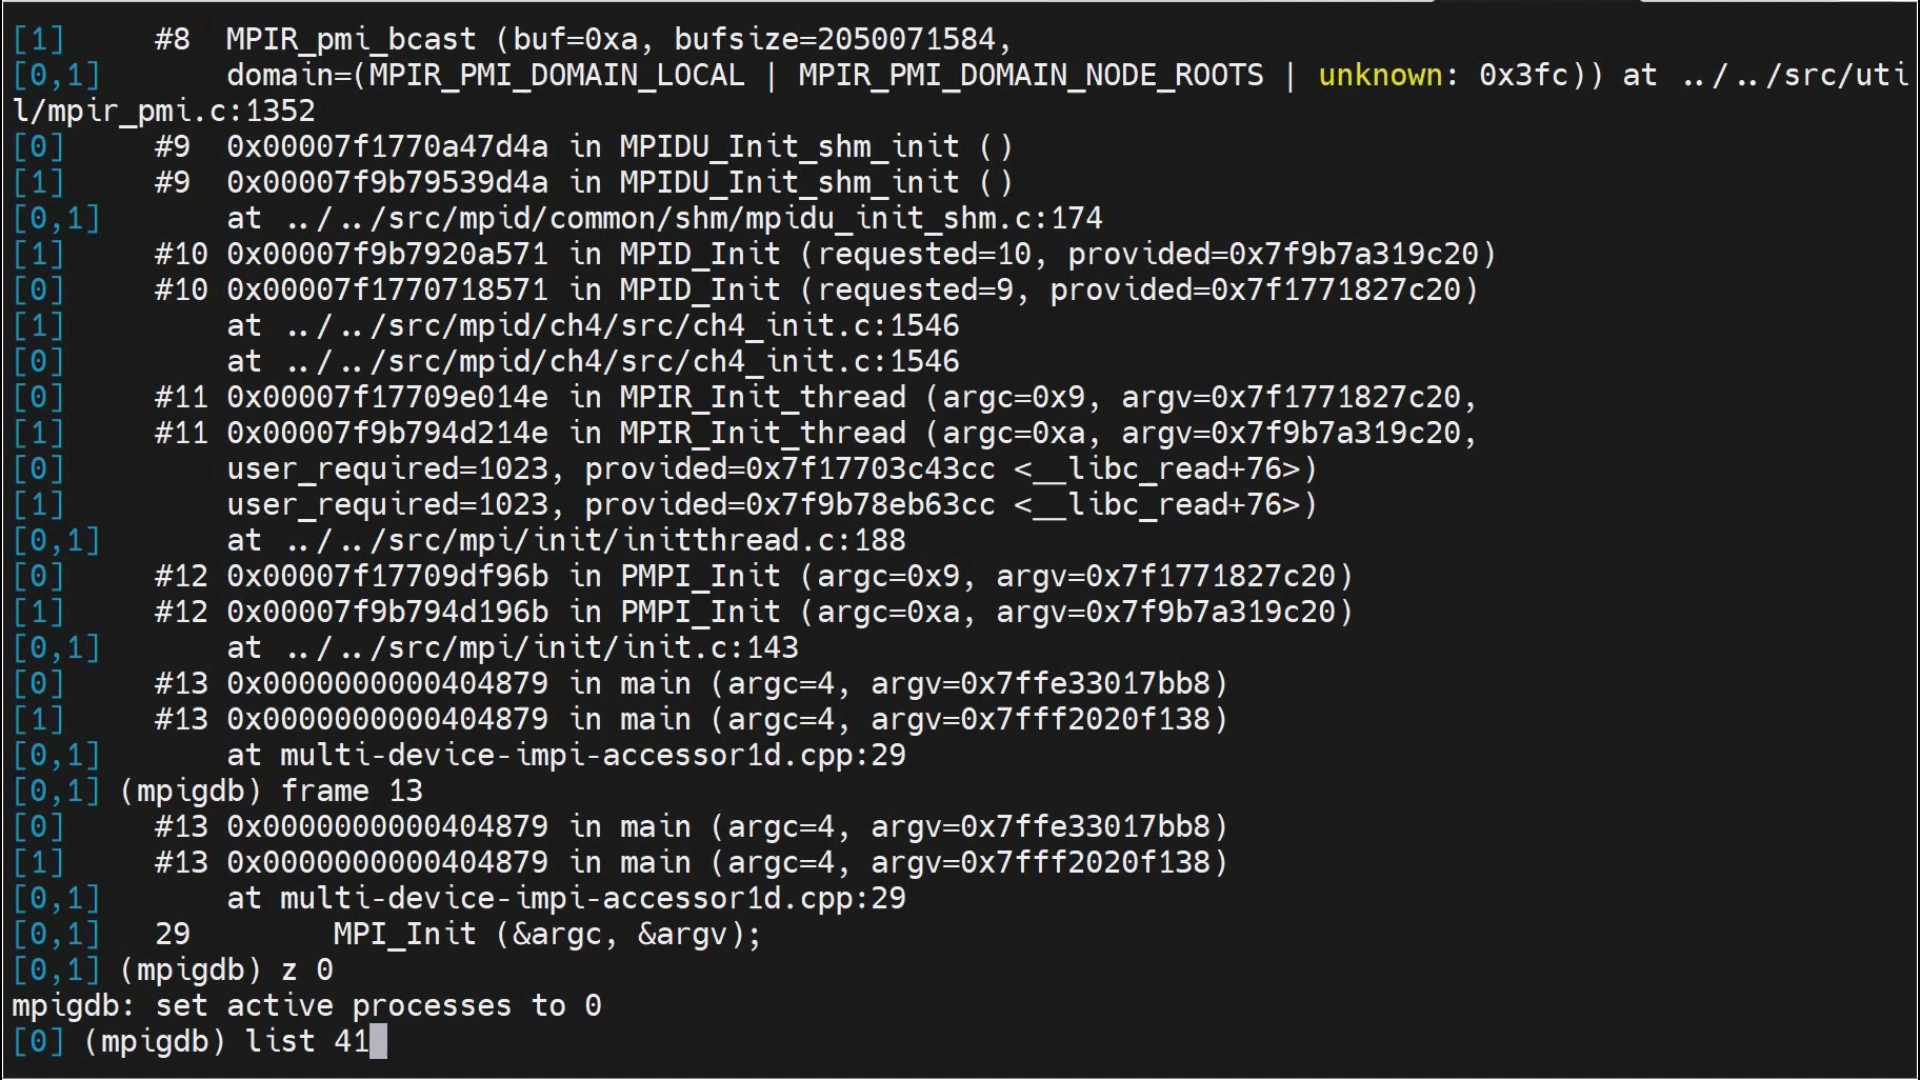 [1]     #8  MPIR_pmi_bcast (buf=0xa, bufsize=2050071584,
[0,1]       domain=(MPIR_PMI_DOMAIN_LOCAL | MPIR_PMI_DOMAIN_NODE_ROOTS | unknown: 0x3fc)) at ../../src/uti
l/mpir_pmi.c:1352
[0]     #9  0x00007f1770a47d4a in MPIDU_Init_shm_init ()
[1]     #9  0x00007f9b79539d4a in MPIDU_Init_shm_init ()
[0,1]       at ../../src/mpid/common/shm/mpidu_init_shm.c:174
[1]     #10 0x00007f9b7920a571 in MPID_Init (requested=10, provided=0x7f9b7a319c20)
[0]     #10 0x00007f1770718571 in MPID_Init (requested=9, provided=0x7f1771827c20)
[1]         at ../../src/mpid/ch4/src/ch4_init.c:1546
[0]         at ../../src/mpid/ch4/src/ch4_init.c:1546
[0]     #11 0x00007f17709e014e in MPIR_Init_thread (argc=0x9, argv=0x7f1771827c20,
[1]     #11 0x00007f9b794d214e in MPIR_Init_thread (argc=0xa, argv=0x7f9b7a319c20,
[0]         user_required=1023, provided=0x7f17703c43cc <__libc_read+76>)
[1]         user_required=1023, provided=0x7f9b78eb63cc <__libc_read+76>)
[0,1]       at ../../src/mpi/init/initthread.c:188
[0]     #12 0x00007f17709df96b in PMPI_Init (argc=0x9, argv=0x7f1771827c20)
[1]     #12 0x00007f9b794d196b in PMPI_Init (argc=0xa, argv=0x7f9b7a319c20)
[0,1]       at ../../src/mpi/init/init.c:143
[0]     #13 0x0000000000404879 in main (argc=4, argv=0x7ffe33017bb8)
[1]     #13 0x0000000000404879 in main (argc=4, argv=0x7fff2020f138)
[0,1]       at multi-device-impi-accessor1d.cpp:29
[0,1] (mpigdb) frame 13
[0]     #13 0x0000000000404879 in main (argc=4, argv=0x7ffe33017bb8)
[1]     #13 0x0000000000404879 in main (argc=4, argv=0x7fff2020f138)
[0,1]       at multi-device-impi-accessor1d.cpp:29
[0,1]   29        MPI_Init (&argc, &argv);
[0,1] (mpigdb) z 0
mpigdb: set active processes to 0
[0] (mpigdb) list 41